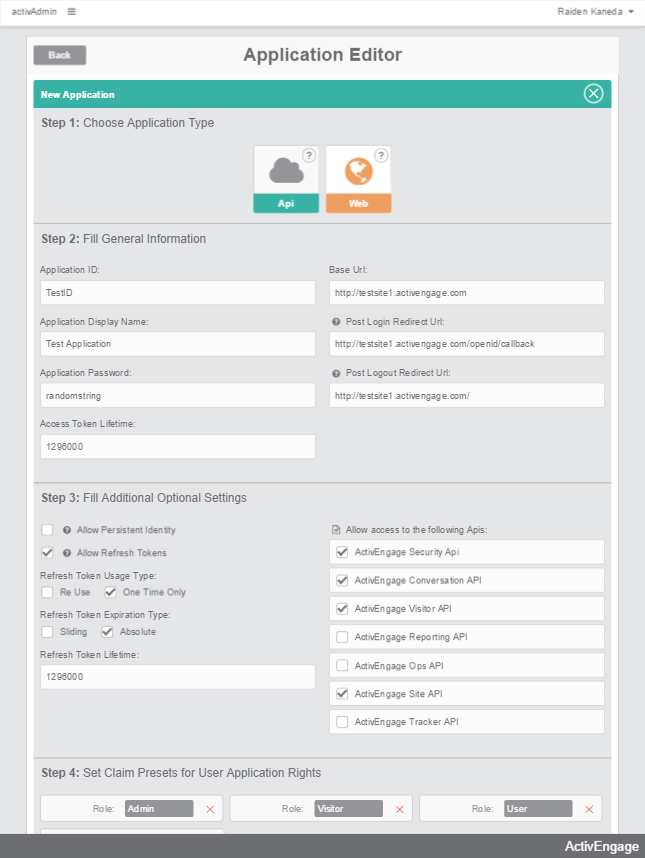 activAdmin
Raiden Kaneda
Back
Application Editor
New Application
Step 1: Choose Application Type
?
?
Api
Web
Step 2: Fill General Information
Application ID:
Base Url:
TestID
http://testsite1.activengage.com
Application Display Name:
? Post Login Redirect Url:
Test Application
http://testsite1.activengage.com/openid/callback
Application Password:
? Post Logout Redirect Url:
randomstring
http://testsite1.activengage.com/
Access Token Lifetime:
1296000
Step 3: Fill Additional Optional Settings
? Allow Persistent Identity
? Allow Refresh Tokens
Refresh Token Usage Type:
Re Use
One Time Only
Refresh Token Expiration Type:
Sliding
Absolute
Refresh Token Lifetime:
1296000
Allow access to the following Apis:
ActivEngage Security Api
ActivEngage Conversation API
ActivEngage Visitor API
ActivEngage Reporting API
ActivEngage Ops API
ActivEngage Site API
ActivEngage Tracker API
Step 4: Set Claim Presets for User Application Rights
Role: Admin
Role: Visitor
Role: User
ActivEngage